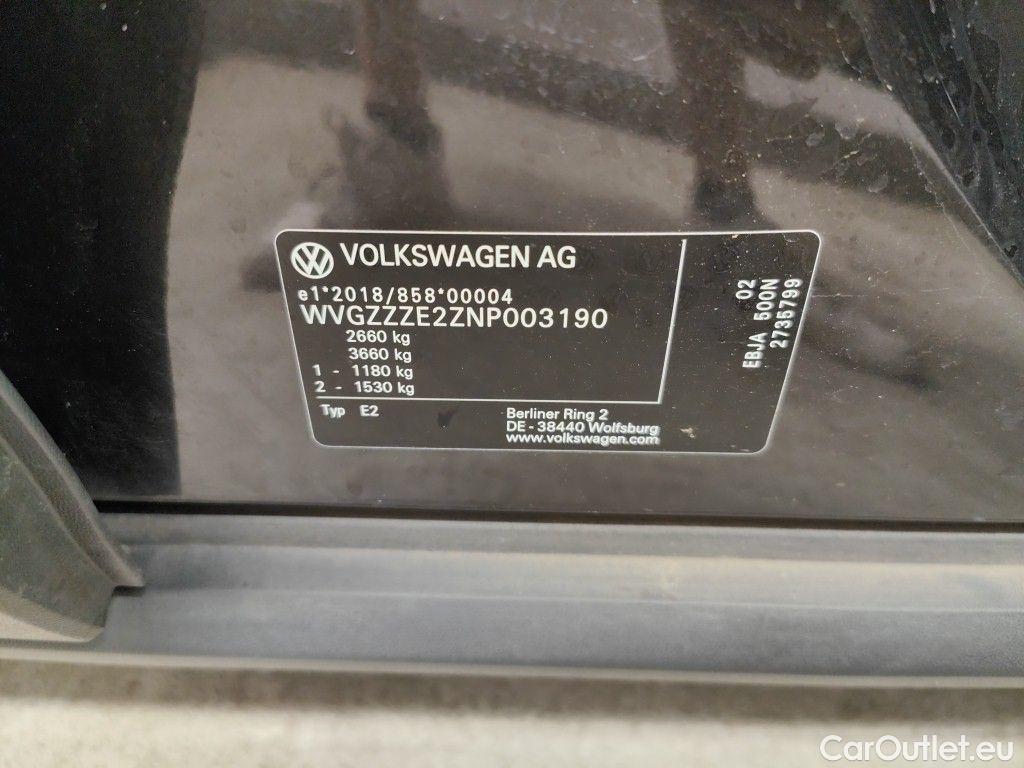 VOLKSWAGEN AG
e1*2018/858*00004
WVGZZZE2ZNP003190
2660 kg
3660 kg
1 - 1180 kg
2 - 1530 kg
Typ E2
Berliner Ring 2
DE - 38440 Wolfsburg
www.volkswagen.com
02
EBJA 500N
2735799
CarOutlet.eu